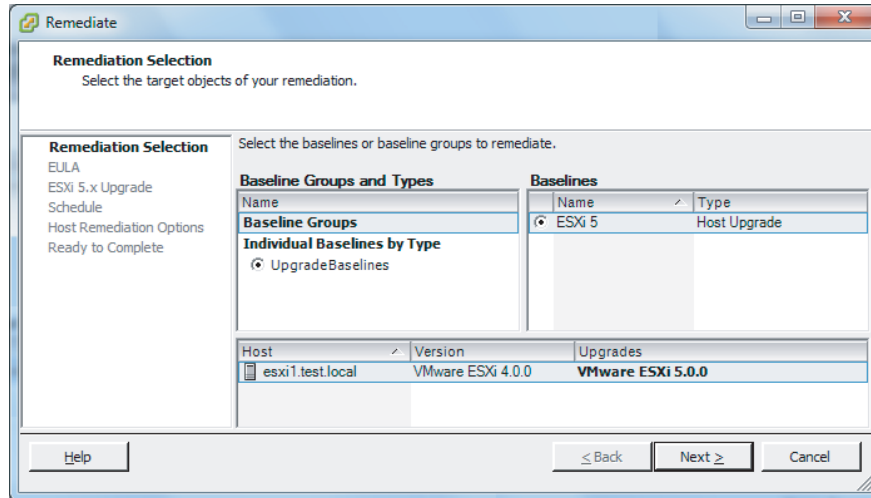 Remediate
Remediation Selection
Select the target objects of your remediation.
Remediation Selection
EULA
ESXi 5.x Upgrade
Schedule
Host Remediation Options
Ready to Complete
Select the baselines or baseline groups to remediate.
Baseline Groups and Types
Name
Baseline Groups
Individual Baselines by Type
UpgradeBaselines
Baselines
Name Type
ESXi 5 Host Upgrade
Host Version Upgrades
esxi1.test.local VMware ESXi 4.0.0 VMware ESXi 5.0.0
Help < Back Next > Cancel